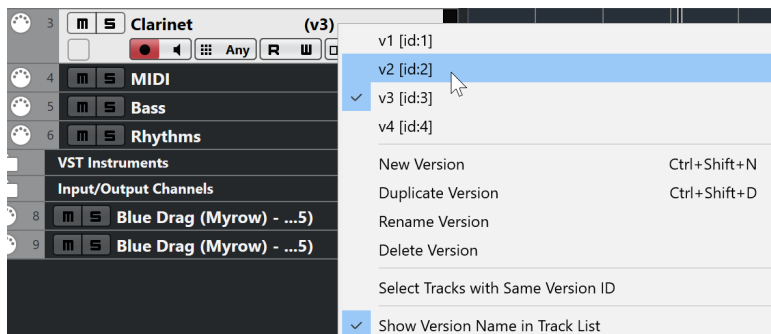 3 m S Clarinet (v3)
Any R W
4 m S MIDI
5 m S Bass
6 m S Rhythms
VST Instruments
Input/Output Channels
8 m S Blue Drag (Myrow) - ...5)
9 m S Blue Drag (Myrow) - ...5)
v1 [id:1]
v2 [id:2]
v3 [id:3]
v4 [id:4]
New Version Ctrl+Shift+N
Duplicate Version Ctrl+Shift+D
Rename Version
Delete Version
Select Tracks with Same Version ID
Show Version Name in Track List